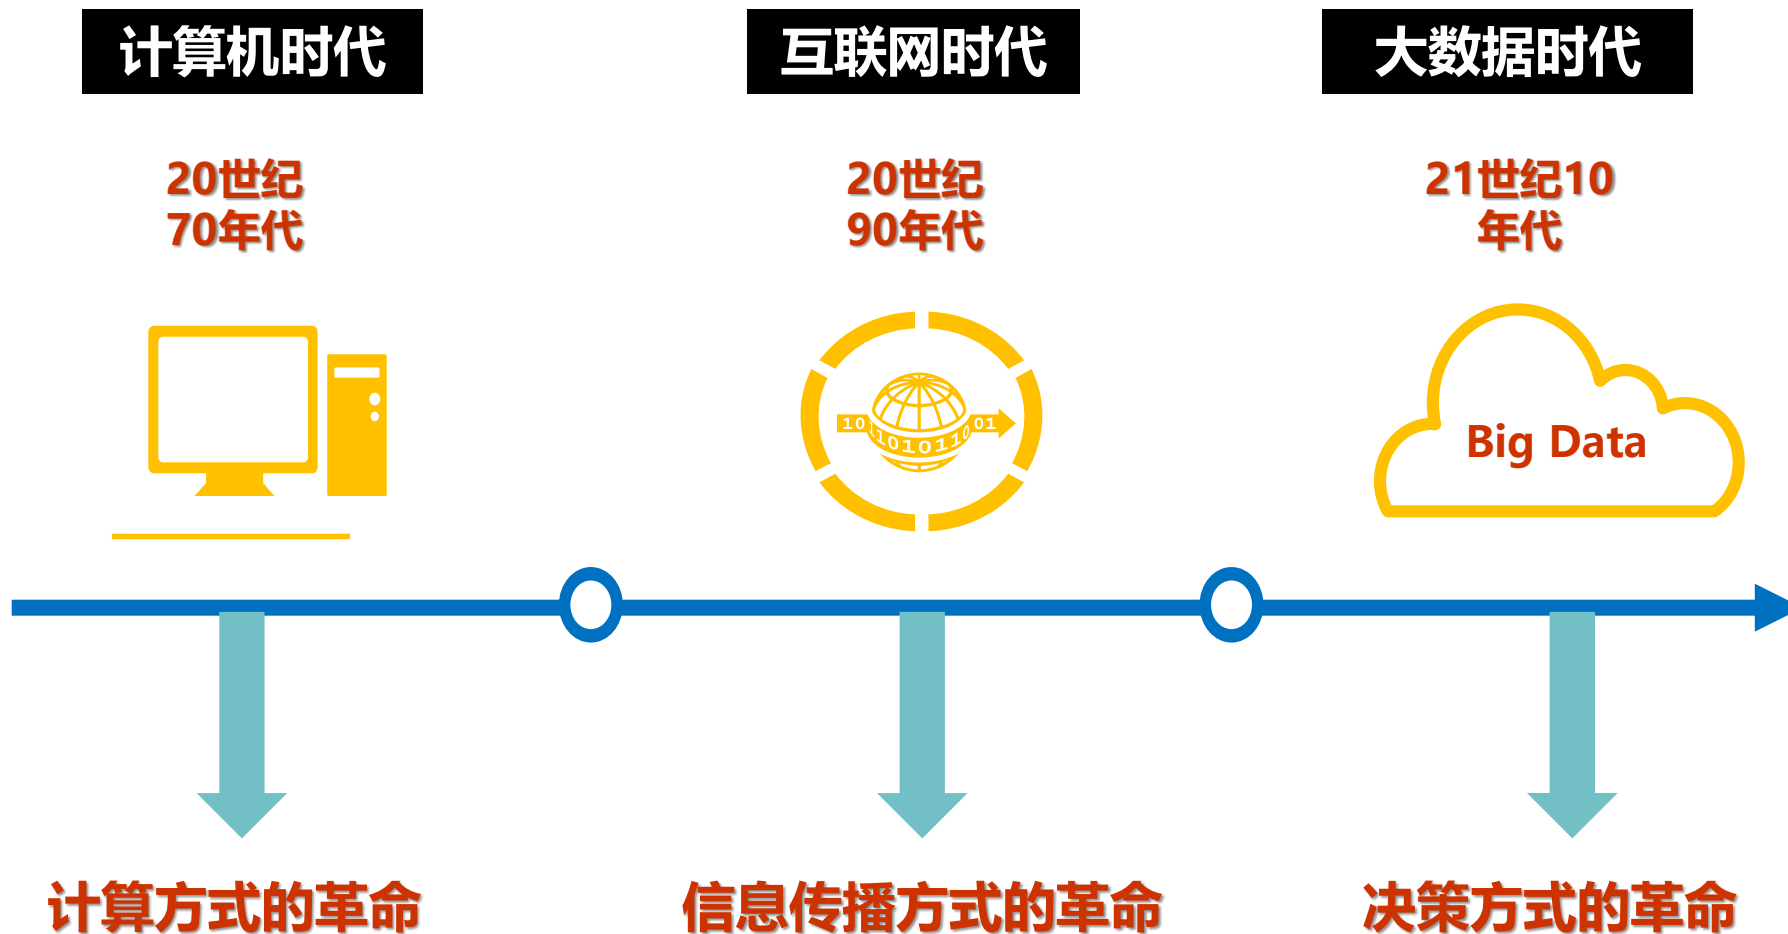 计算机时代
互联网时代
大数据时代
20世纪
70年代
20世纪
90年代
21世纪10
年代
10 11010110 01
Big Data
计算方式的革命
信息传播方式的革命
决策方式的革命